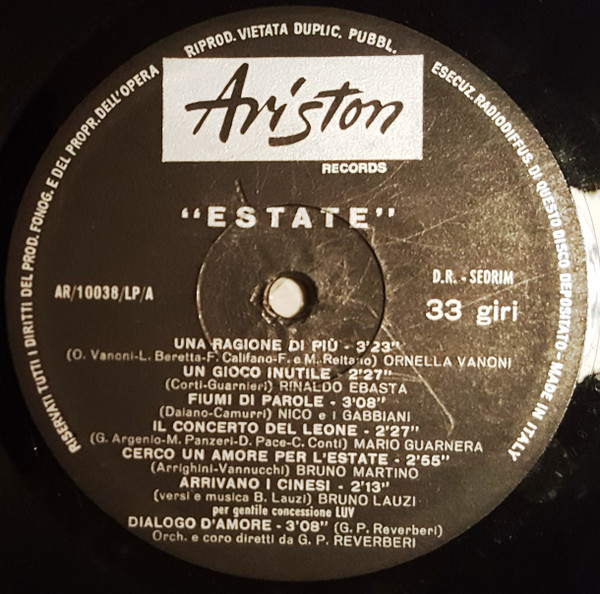 RISERVATI TUTTI I DIRITTI DEL PROD. FONOG. E DEL PROPR. DELL'OPERA
RIPROD. VIETATA DUPLIC. PUBBL.
ESECUZ. RADIODIFFUS. DI QUESTO DISCO DEPOSITATO - MADE IN ITALY
Ariston
RECORDS
"ESTATE"
AR/10038/LP/A
D.R. - SEDRIM
33 giri
UNA RAGIONE DI PIÙ - 3'23"
(O. Vanoni-L. Beretta-F. Califano-F. e M. Reitano) ORNELLA VANONI
UN GIOCO INUTILE - 2'27"
(Corti-Guarnieri) RINALDO EBASTA
FIUMI DI PAROLE - 3'08"
(Daiano-Camurri) NICO e i GABBIANI
IL CONCERTO DEL LEONE - 2'27"
(G. Argenio-M. Panzeri-D. Pace-C. Conti) MARIO GUARNERA
CERCO UN AMORE PER L'ESTATE - 2'55"
(Arrighini-Vannucchi) BRUNO MARTINO
ARRIVANO I CINESI - 2'13"
(versi e musica B. Lauzi) BRUNO LAUZI
per gentile concessione LUV
DIALOGO D'AMORE - 3'08" (G. P. Reverberi)
Orch. e coro diretti da G. P. REVERBERI